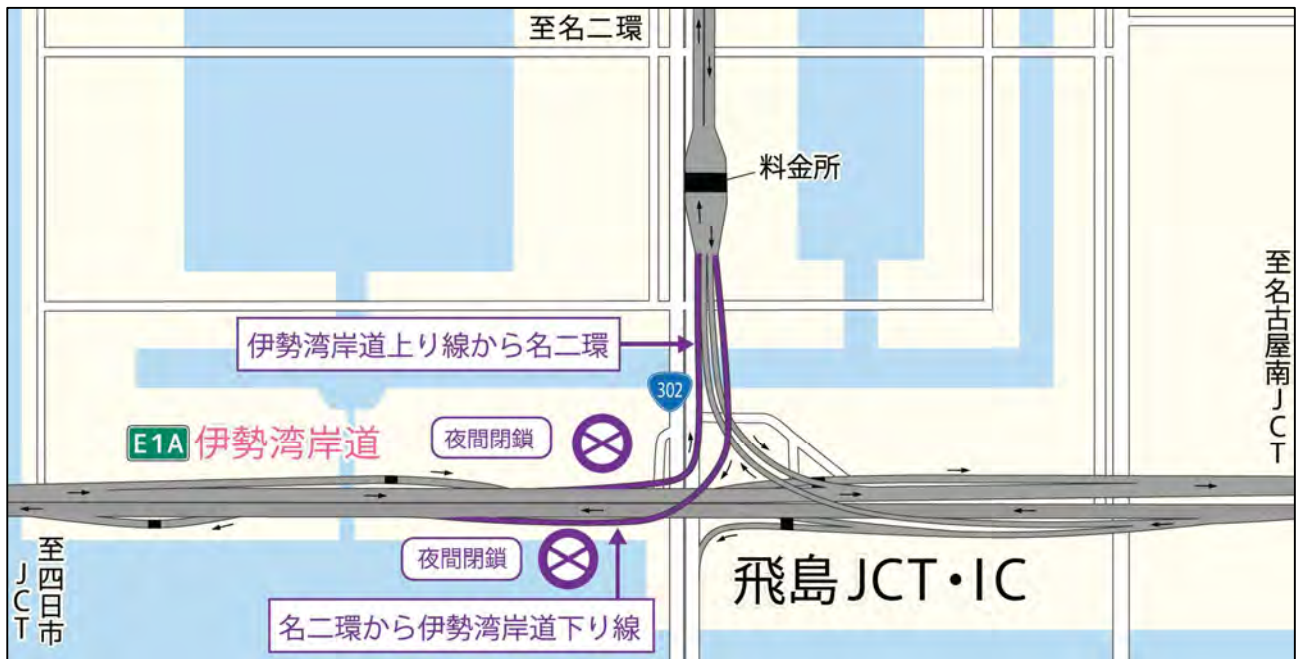 至名二環
料金所
至名古屋南JCT
伊勢湾岸道上り線から名二環
302
E1A 伊勢湾岸道
夜間閉鎖
夜間閉鎖
至四日市
JCT
飛島JCT・IC
名二環から伊勢湾岸道下り線